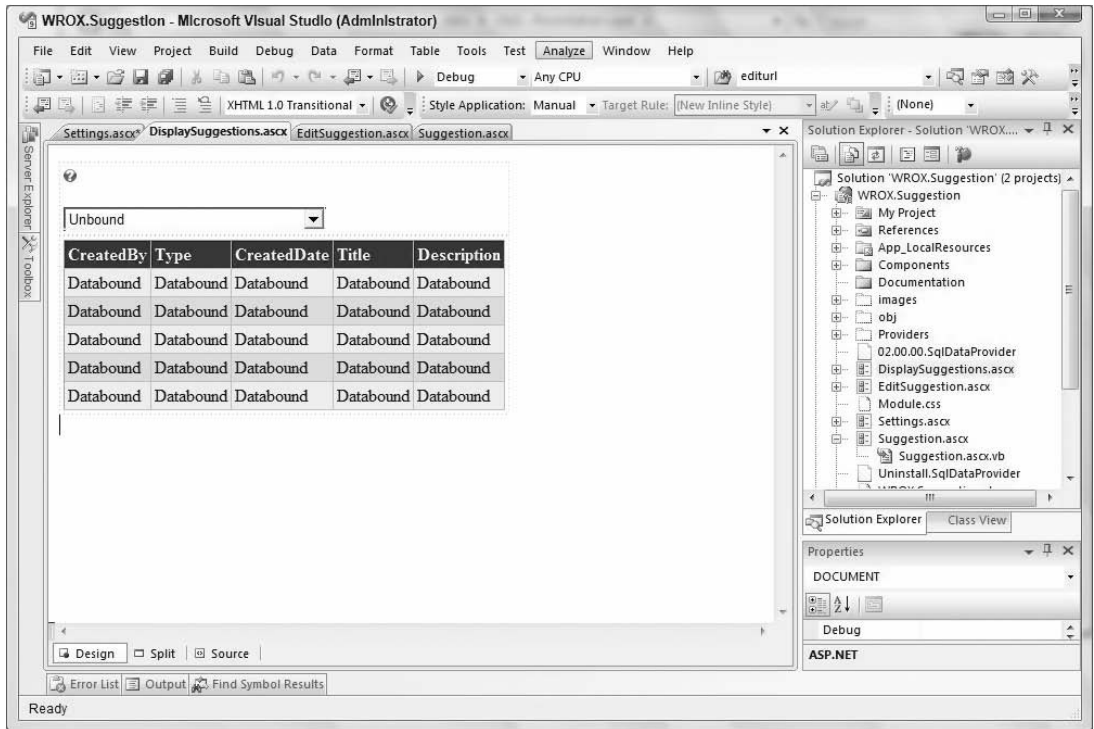 WROX.Suggestion - Microsoft Visual Studio (Administrator)
File Edit View Project Build Debug Data Format Table Tools Test Analyze Window Help
Debug Any CPU editurl
XHTML 1.0 Transitional Style Application: Manual Target Rule: (New Inline Style) (None)
Server Explorer
Toolbox
Settings.ascx* DisplaySuggestions.ascx EditSuggestion.ascx Suggestion.ascx
Unbound
CreatedBy Type CreatedDate Title Description
Databound Databound Databound Databound Databound
Databound Databound Databound Databound Databound
Databound Databound Databound Databound Databound
Databound Databound Databound Databound Databound
Databound Databound Databound Databound Databound
Design Split Source
Error List Output Find Symbol Results
Ready
Solution Explorer - Solution 'WROX....
Solution 'WROX.Suggestion' (2 projects)
WROX.Suggestion
My Project
References
App_LocalResources
Components
Documentation
images
obj
Providers
02.00.00.SqlDataProvider
DisplaySuggestions.ascx
EditSuggestion.ascx
Module.css
Settings.ascx
Suggestion.ascx
Suggestion.ascx.vb
Uninstall.SqlDataProvider
Solution Explorer Class View
Properties
DOCUMENT
Debug
ASP.NET